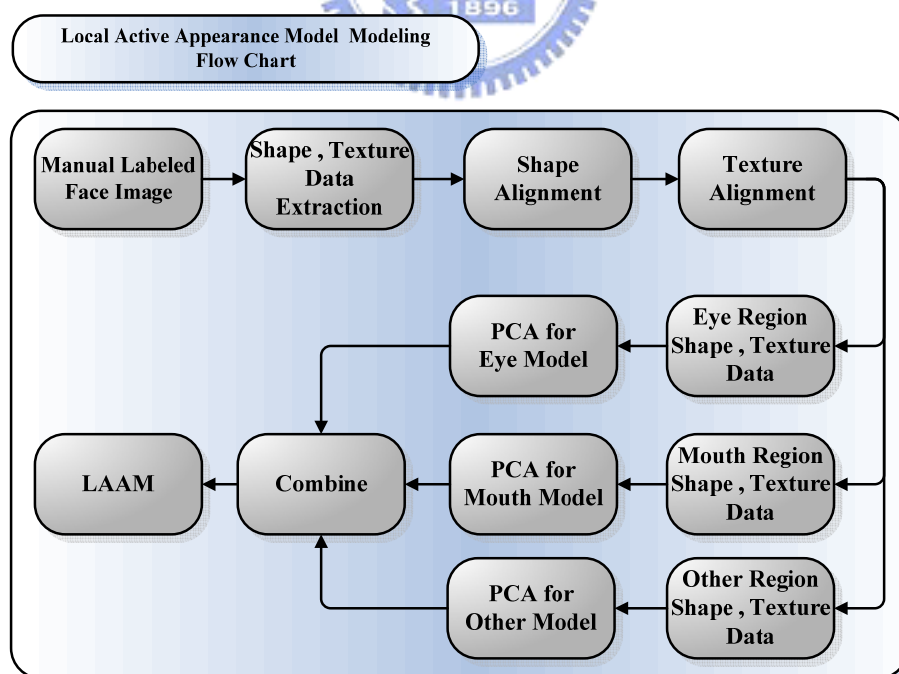 1896
Local Active Appearance Model Modeling
Flow Chart
Manual Labeled
Face Image
Shape , Texture
Data
Extraction
Shape
Alignment
Texture
Alignment
PCA for
Eye Model
Eye Region
Shape , Texture
Data
LAAM
Combine
PCA for
Mouth Model
Mouth Region
Shape , Texture
Data
PCA for
Other Model
Other Region
Shape , Texture
Data